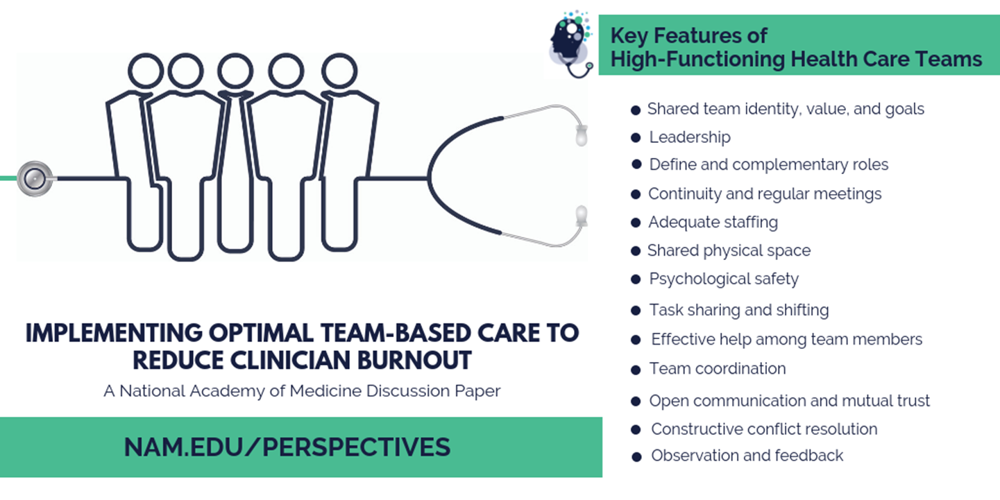 Key Features of
High-Functioning Health Care Teams
Shared team identity, value, and goals
Leadership
Define and complementary roles
Continuity and regular meetings
Adequate staffing
Shared physical space
Psychological safety
Task sharing and shifting
Effective help among team members
Team coordination
Open communication and mutual trust
Constructive conflict resolution
Observation and feedback
IMPLEMENTING OPTIMAL TEAM-BASED CARE TO
REDUCE CLINICIAN BURNOUT
A National Academy of Medicine Discussion Paper
NAM.EDU/PERSPECTIVES